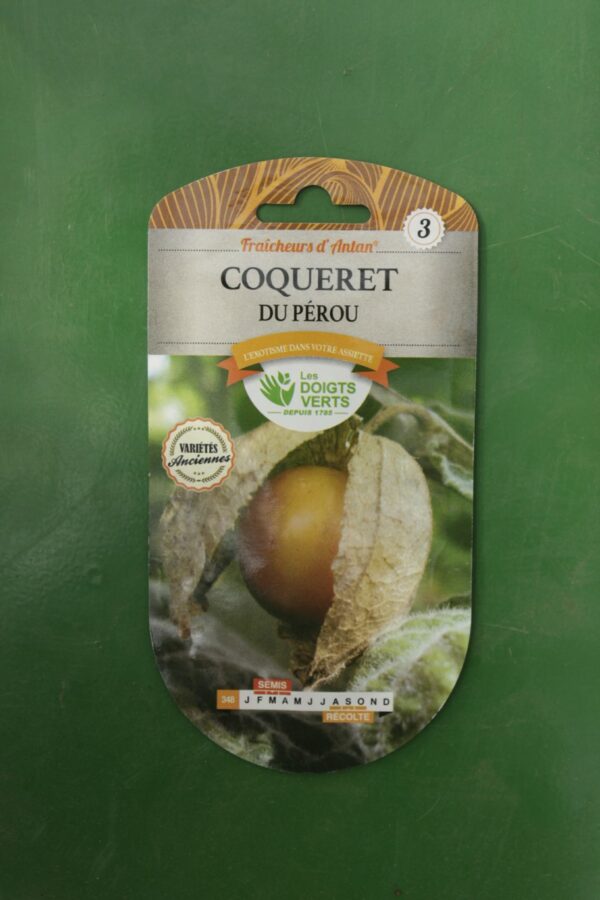 3
Fraîcheurs d'Antan®
COQUERET
DU PÉROU
L'EXOTISME DANS VOTRE ASSIETTE
Les
DOIGTS
VERTS
DEPUIS 1785
VARIÉTÉS
Anciennes
SEMIS
348 J F M A M J J A S O N D
RÉCOLTE